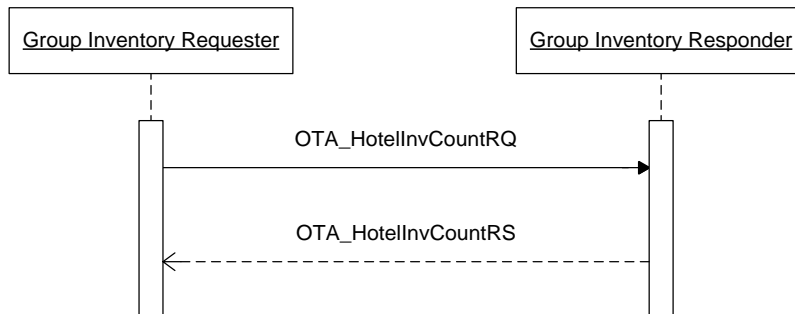 Group Inventory Requester
Group Inventory Responder
OTA_HotelInvCountRQ
OTA_HotelInvCountRS